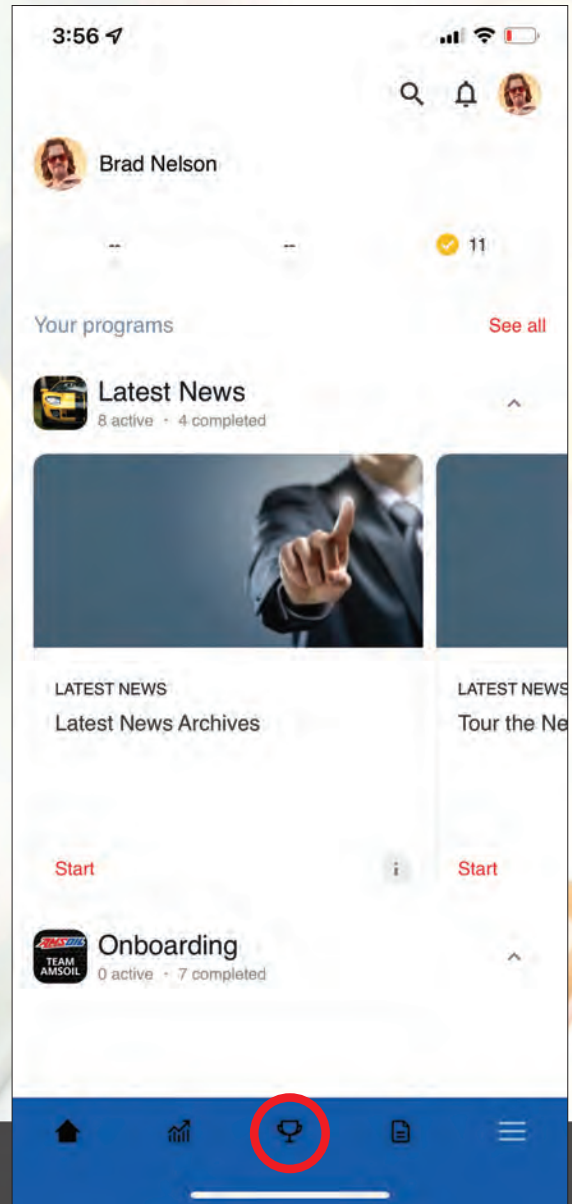 3:56
Brad Nelson
--
--
11
Your programs
See all
Latest News
8 active · 4 completed
LATEST NEWS
Latest News Archives
Start
i
LATEST NEWS
Tour the Ne
Start
AMSOIL
TEAM
AMSOIL
Onboarding
0 active · 7 completed